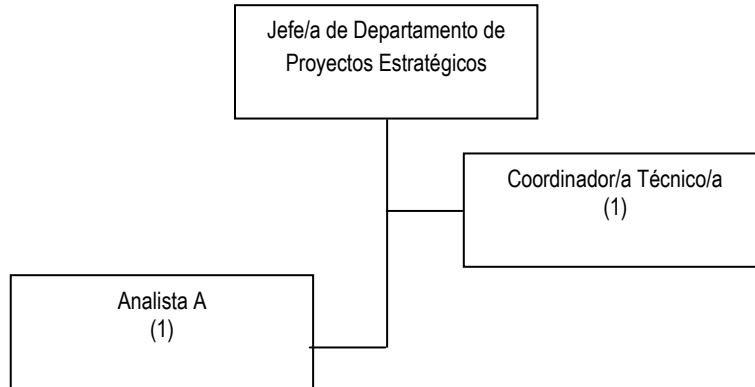 Jefe/a de Departamento de
Proyectos Estratégicos
Coordinador/a Técnico/a
(1)
Analista A
(1)